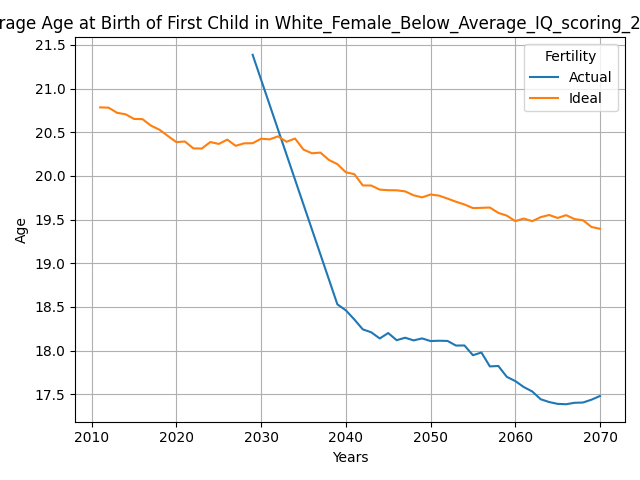 rage Age at Birth of First Child in White_Female_Below_Average_IQ_scoring_2
21.5
21.0
20.5
20.0
19.5
19.0
18.5
18.0
17.5
Age
Fertility
Actual
Ideal
2010 2020 2030 2040 2050 2060 2070
Years